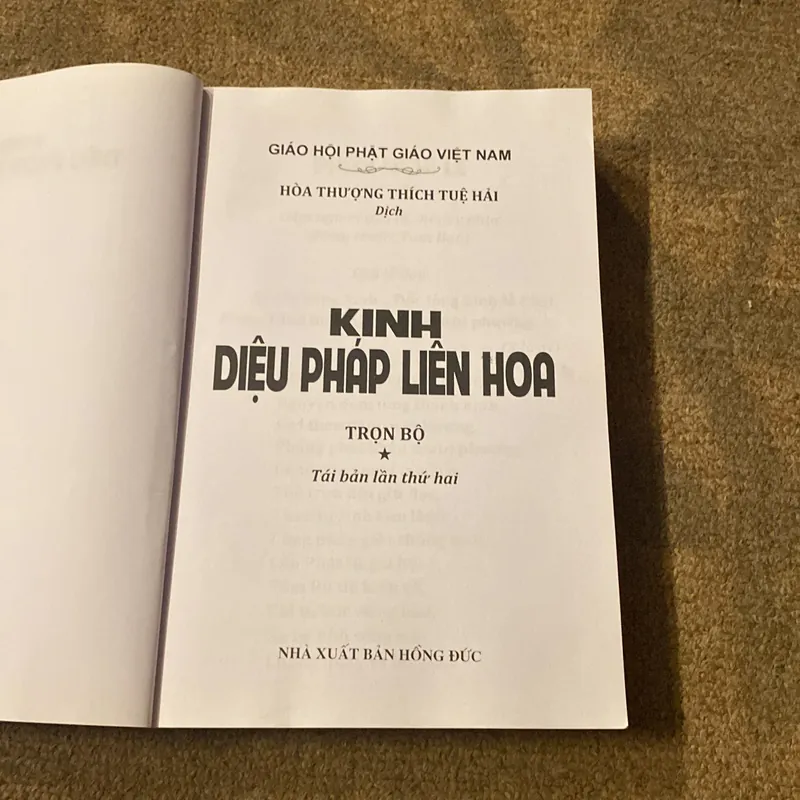 GIÁO HỘI PHẬT GIÁO VIỆT NAM
HÒA THƯỢNG THÍCH TUỆ HẢI
Dịch
KINH
DIỆU PHÁP LIÊN HOA
TRỌN BỘ
Tái bản lần thứ hai
NHÀ XUẤT BẢN HỒNG ĐỨC